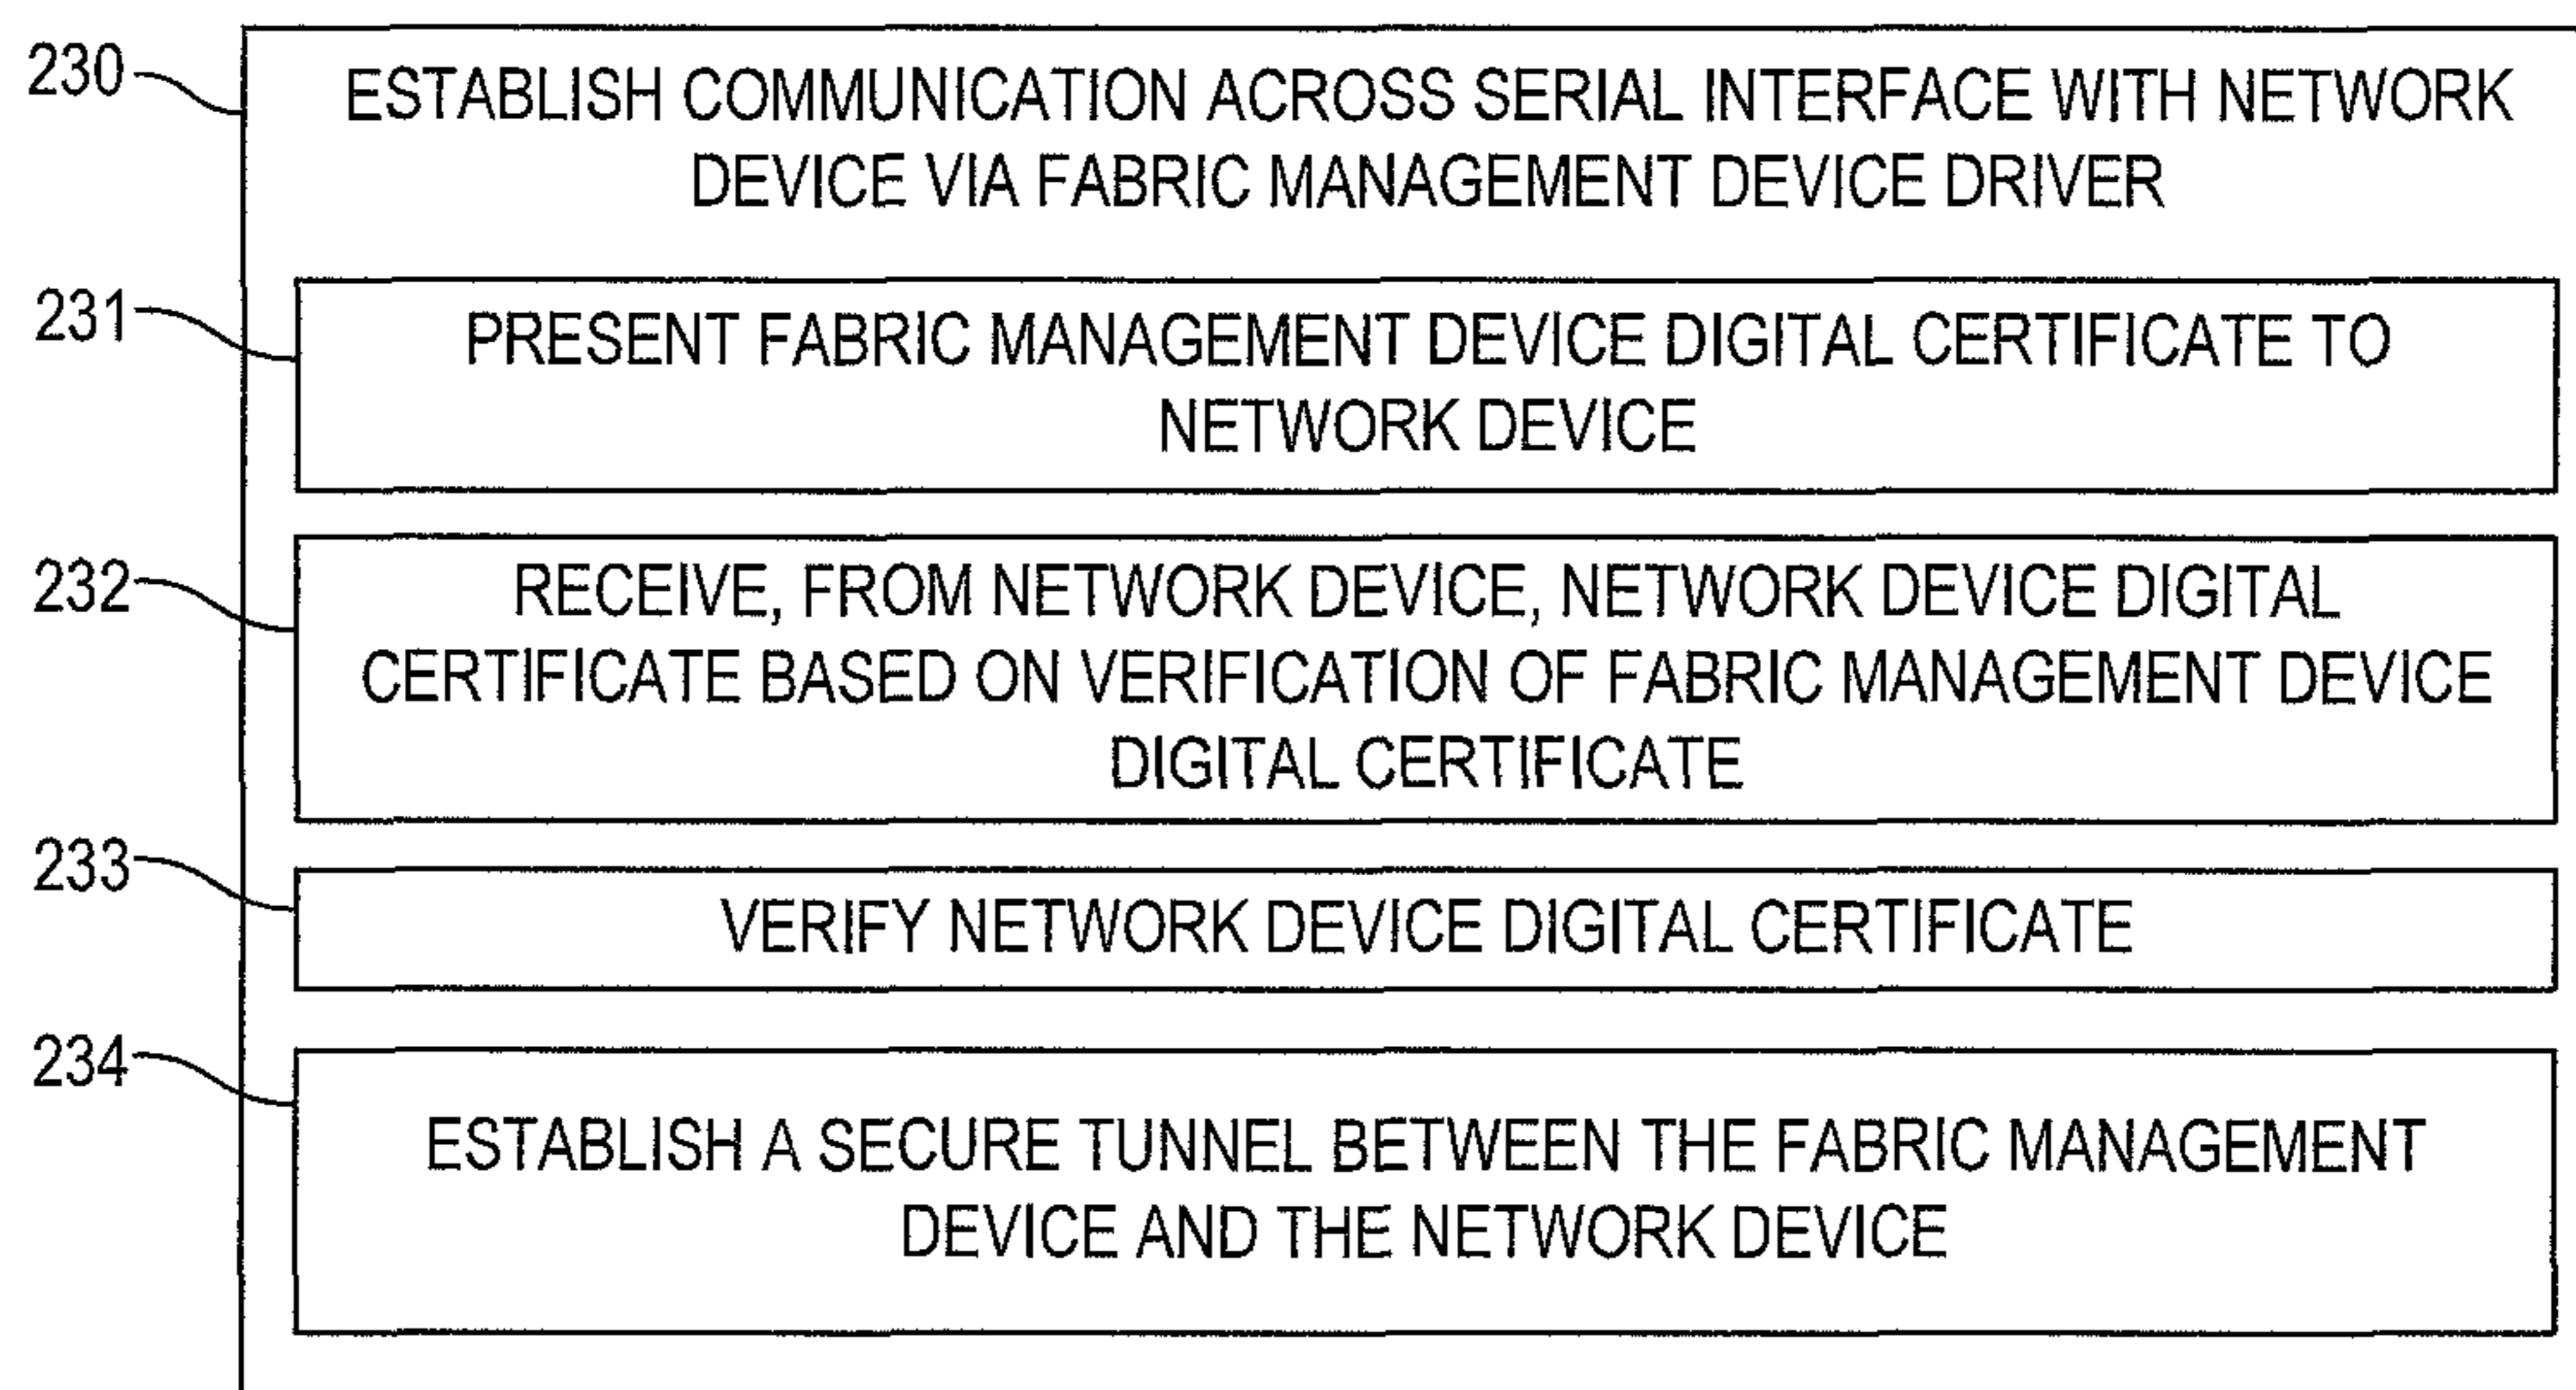 230
ESTABLISH COMMUNICATION ACROSS SERIAL INTERFACE WITH NETWORK
DEVICE VIA FABRIC MANAGEMENT DEVICE DRIVER
231
PRESENT FABRIC MANAGEMENT DEVICE DIGITAL CERTIFICATE TO
NETWORK DEVICE
232
RECEIVE, FROM NETWORK DEVICE, NETWORK DEVICE DIGITAL
CERTIFICATE BASED ON VERIFICATION OF FABRIC MANAGEMENT DEVICE
DIGITAL CERTIFICATE
233
VERIFY NETWORK DEVICE DIGITAL CERTIFICATE
234
ESTABLISH A SECURE TUNNEL BETWEEN THE FABRIC MANAGEMENT
DEVICE AND THE NETWORK DEVICE